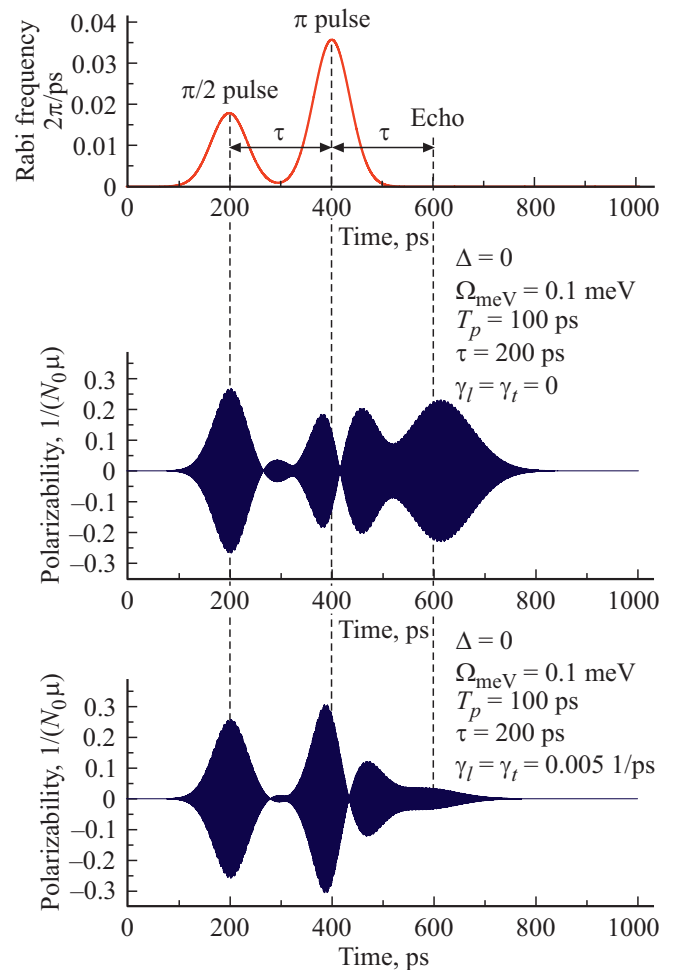 π pulse
π/2 pulse
Echo
τ
τ
Rabi frequency
2π/ps
0.04
0.03
0.02
0.01
0
0 200 400 600 800 1000
Time, ps
Δ = 0
Ω_meV = 0.1 meV
T_p = 100 ps
τ = 200 ps
γ_l = γ_t = 0
Polarizability, 1/(N_0μ)
0.3
0.2
0.1
0
–0.1
–0.2
–0.3
0 200 400 600 800 1000
Time, ps
Δ = 0
Ω_meV = 0.1 meV
T_p = 100 ps
τ = 200 ps
γ_l = γ_t = 0.005 1/ps
Polarizability, 1/(N_0μ)
0.3
0.2
0.1
0
–0.1
–0.2
–0.3
0 200 400 600 800 1000
Time, ps